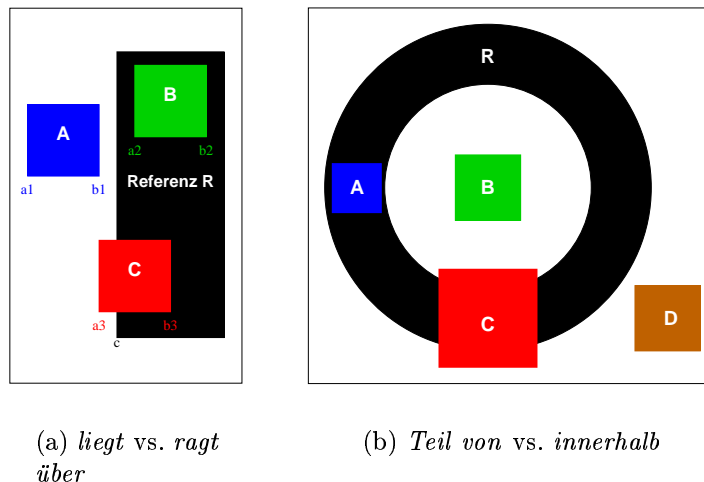 A
a1 b1
B
a2 b2
Referenz R
C
a3 b3
c
R
A
B
C
D
(a) liegt vs. ragt
über
(b) Teil von vs. innerhalb